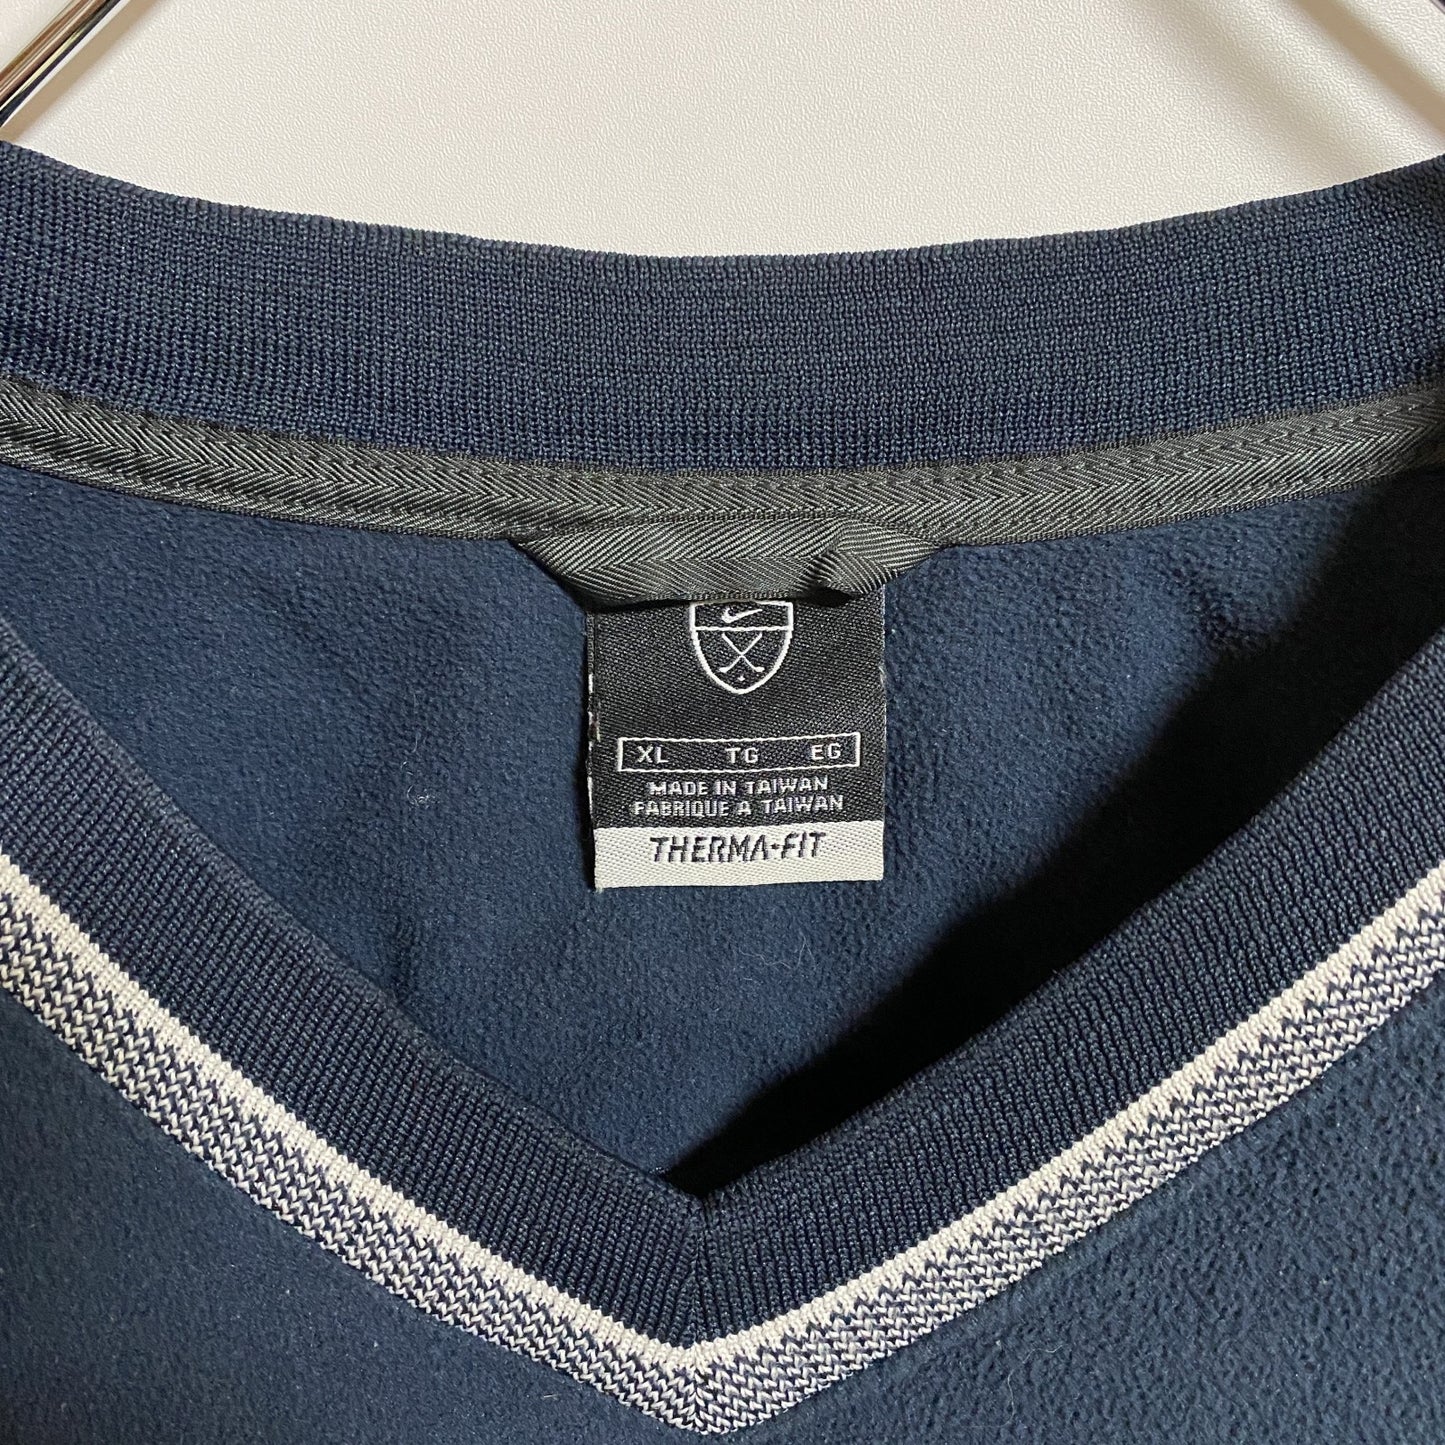 XL TG EG
MADE IN TAIWAN
FABRIQUE A TAIWAN
THERMA-FIT